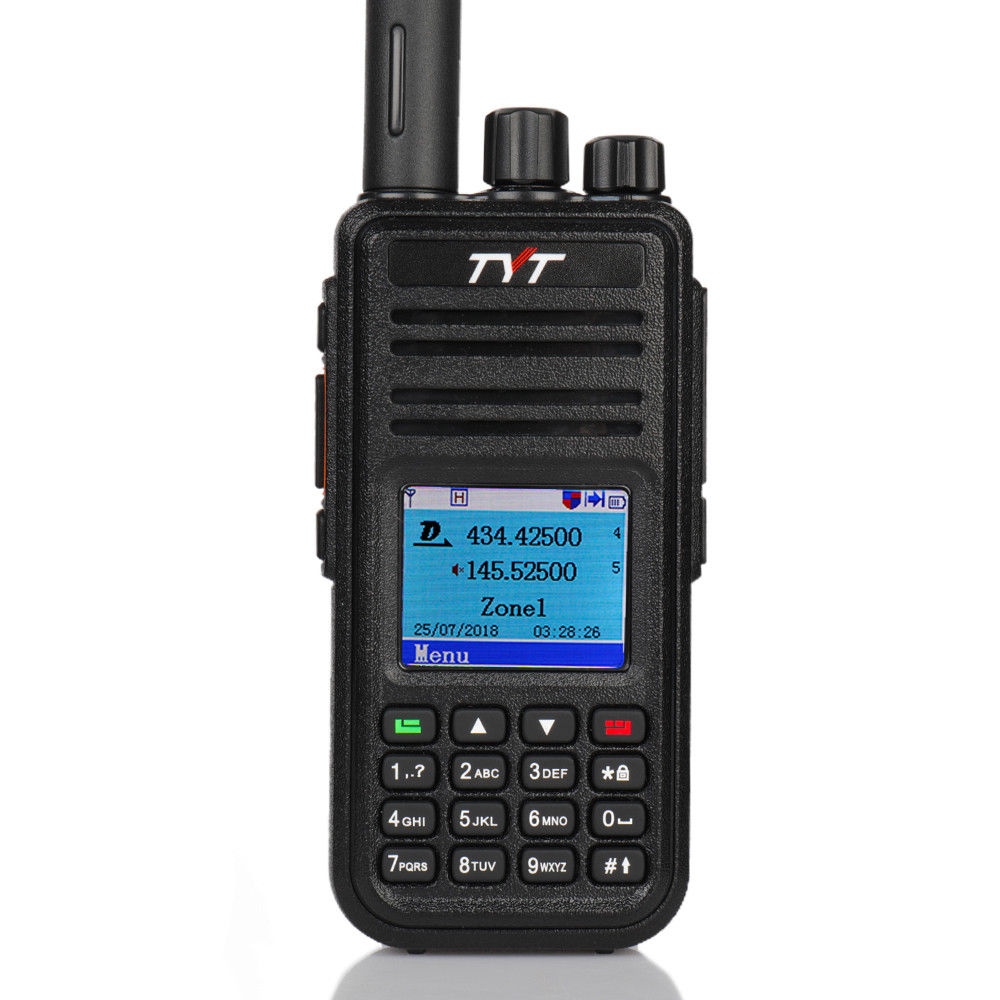 TYT
H
D 434.42500 4
145.52500 5
Zone1
25/07/2018 03:28:26
Menu
1,.? 2ABC 3DEF *
4GHI 5JKL 6MNO 0
7PQRS 8TUV 9WXYZ #